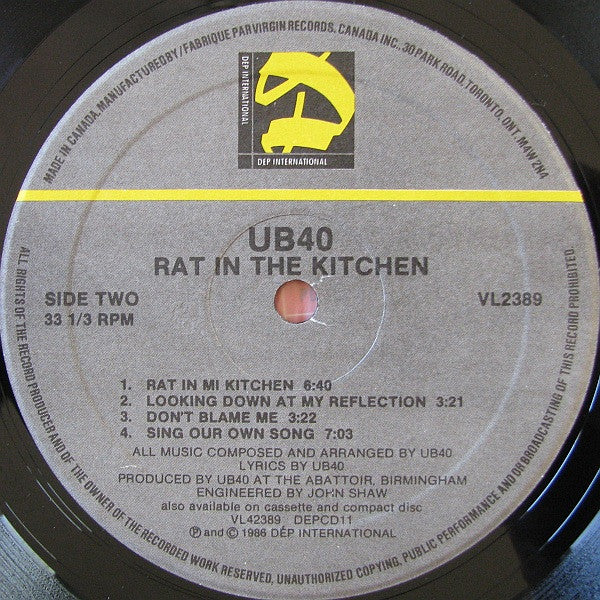 MADE IN CANADA. MANUFACTURED BY/FABRIQUE PAR VIRGIN RECORDS, CANADA INC., 30 PARK ROAD, TORONTO, ONT M4W 2N4
DEP INTERNATIONAL
DEP INTERNATIONAL
UB40
RAT IN THE KITCHEN
SIDE TWO
33 1/3 RPM
VL2389
1. RAT IN MI KITCHEN 6:40
2. LOOKING DOWN AT MY REFLECTION 3:21
3. DON'T BLAME ME 3:22
4. SING OUR OWN SONG 7:03
ALL MUSIC COMPOSED AND ARRANGED BY UB40
LYRICS BY UB40
PRODUCED BY UB40 AT THE ABATTOIR, BIRMINGHAM
ENGINEERED BY JOHN SHAW
also available on cassette and compact disc
VL42389 DEPCD11
℗ and © 1986 DÉP INTERNATIONAL
ALL RIGHTS OF THE RECORD PRODUCER AND OF THE OWNER OF THE RECORDED WORK RESERVED, UNAUTHORIZED COPYING, PUBLIC PERFORMANCE AND OR BROADCASTING OF THIS RECORD PROHIBITED.